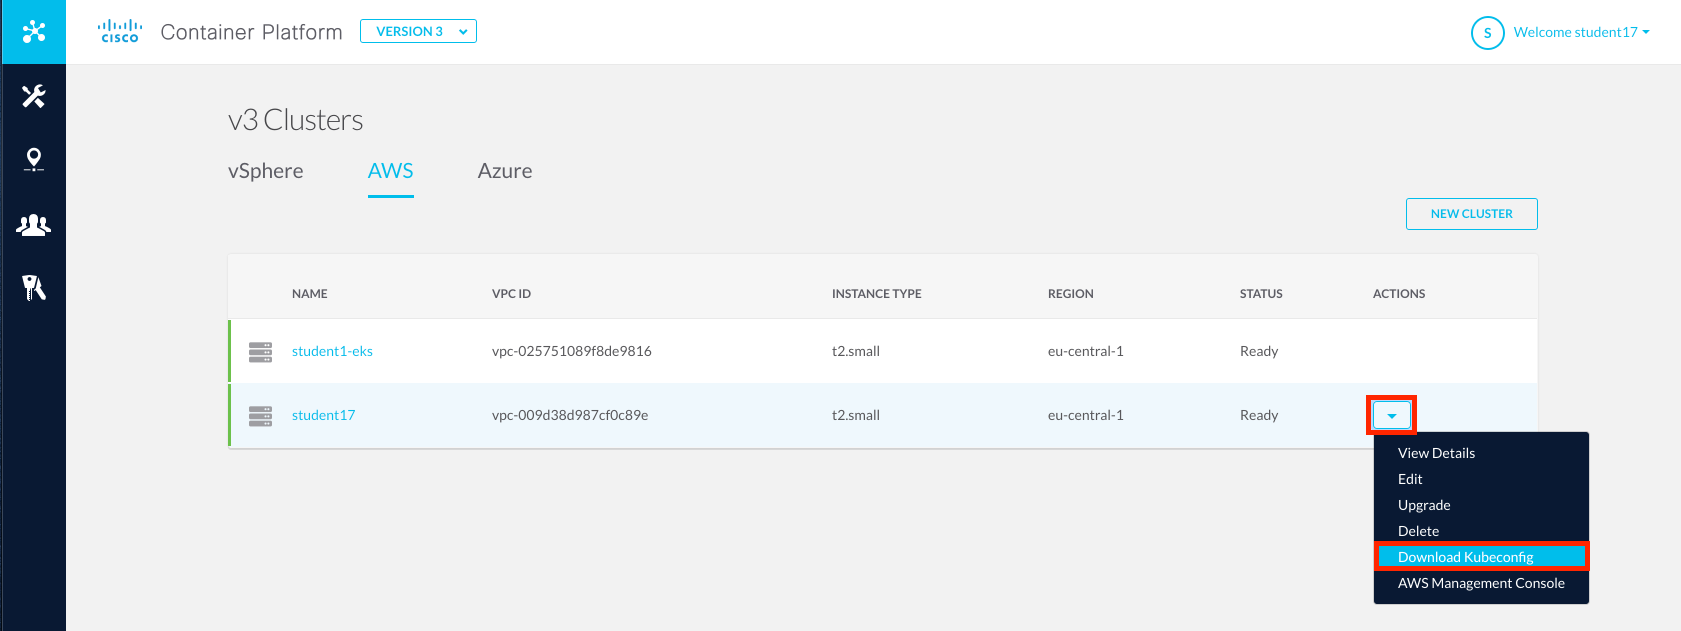 CISCO Container Platform VERSION 3
S Welcome student17
v3 Clusters
vSphere AWS Azure
NEW CLUSTER
NAME VPC ID INSTANCE TYPE REGION STATUS ACTIONS
student1-eks vpc-025751089f8de9816 t2.small eu-central-1 Ready
student17 vpc-009d38d987cf0c89e t2.small eu-central-1 Ready
View Details
Edit
Upgrade
Delete
Download Kubeconfig
AWS Management Console